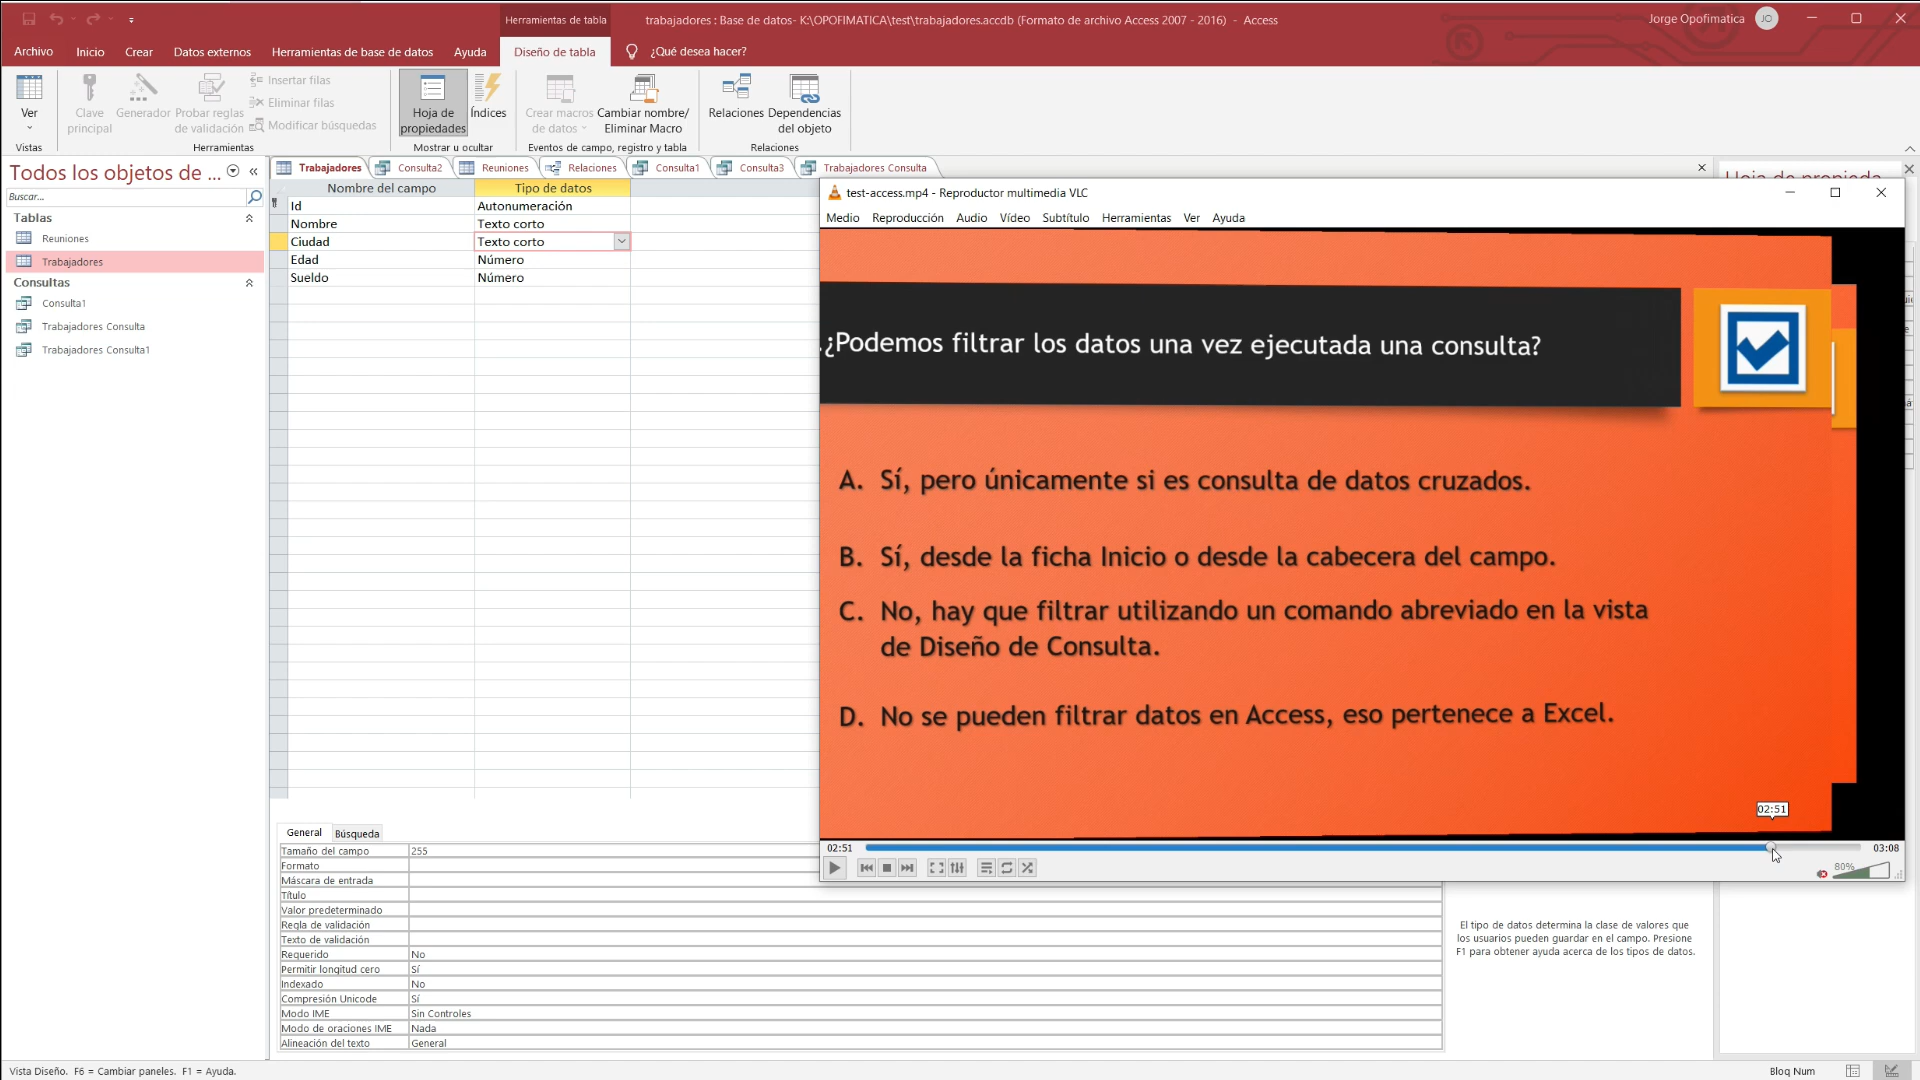 Herramientas de tabla
trabajadores : Base de datos- K:\OPOFIMATICA\test\trabajadores.accdb (Formato de archivo Access 2007 - 2016) - Access
Jorge Opofimatica
JO
Archivo
Inicio
Crear
Datos externos
Herramientas de base de datos
Ayuda
Diseño de tabla
¿Qué desea hacer?
Ver
Clave
principal
Generador
Probar reglas
de validación
Insertar filas
Eliminar filas
Modificar búsquedas
Hoja de
propiedades
Índices
Crear macros
de datos
Cambiar nombre/
Eliminar Macro
Relaciones
Dependencias
del objeto
Vistas
Herramientas
Mostrar u ocultar
Eventos de campo, registro y tabla
Relaciones
Todos los objetos de ...
Buscar...
Tablas
Reuniones
Trabajadores
Consultas
Consulta1
Trabajadores Consulta
Trabajadores Consulta1
Trabajadores
Consulta2
Reuniones
Relaciones
Consulta1
Consulta3
Trabajadores Consulta
Nombre del campo
Tipo de datos
Id
Autonumeración
Nombre
Texto corto
Ciudad
Texto corto
Edad
Número
Sueldo
Número
test-access.mp4 - Reproductor multimedia VLC
Medio
Reproducción
Audio
Vídeo
Subtítulo
Herramientas
Ver
Ayuda
.¿Podemos filtrar los datos una vez ejecutada una consulta?
A. Sí, pero únicamente si es consulta de datos cruzados.
B. Sí, desde la ficha Inicio o desde la cabecera del campo.
C. No, hay que filtrar utilizando un comando abreviado en la vista
de Diseño de Consulta.
D. No se pueden filtrar datos en Access, eso pertenece a Excel.
02:51
02:51
03:08
80%
General
Búsqueda
Tamaño del campo 255
Formato
Máscara de entrada
Título
Valor predeterminado
Regla de validación
Texto de validación
Requerido No
Permitir longitud cero Sí
Indexado No
Compresión Unicode Sí
Modo IME Sin Controles
Modo de oraciones IME Nada
Alineación del texto General
El tipo de datos determina la clase de valores que
los usuarios pueden guardar en el campo. Presione
F1 para obtener ayuda acerca de los tipos de datos.
Vista Diseño. F6 = Cambiar paneles. F1 = Ayuda.
Bloq Num